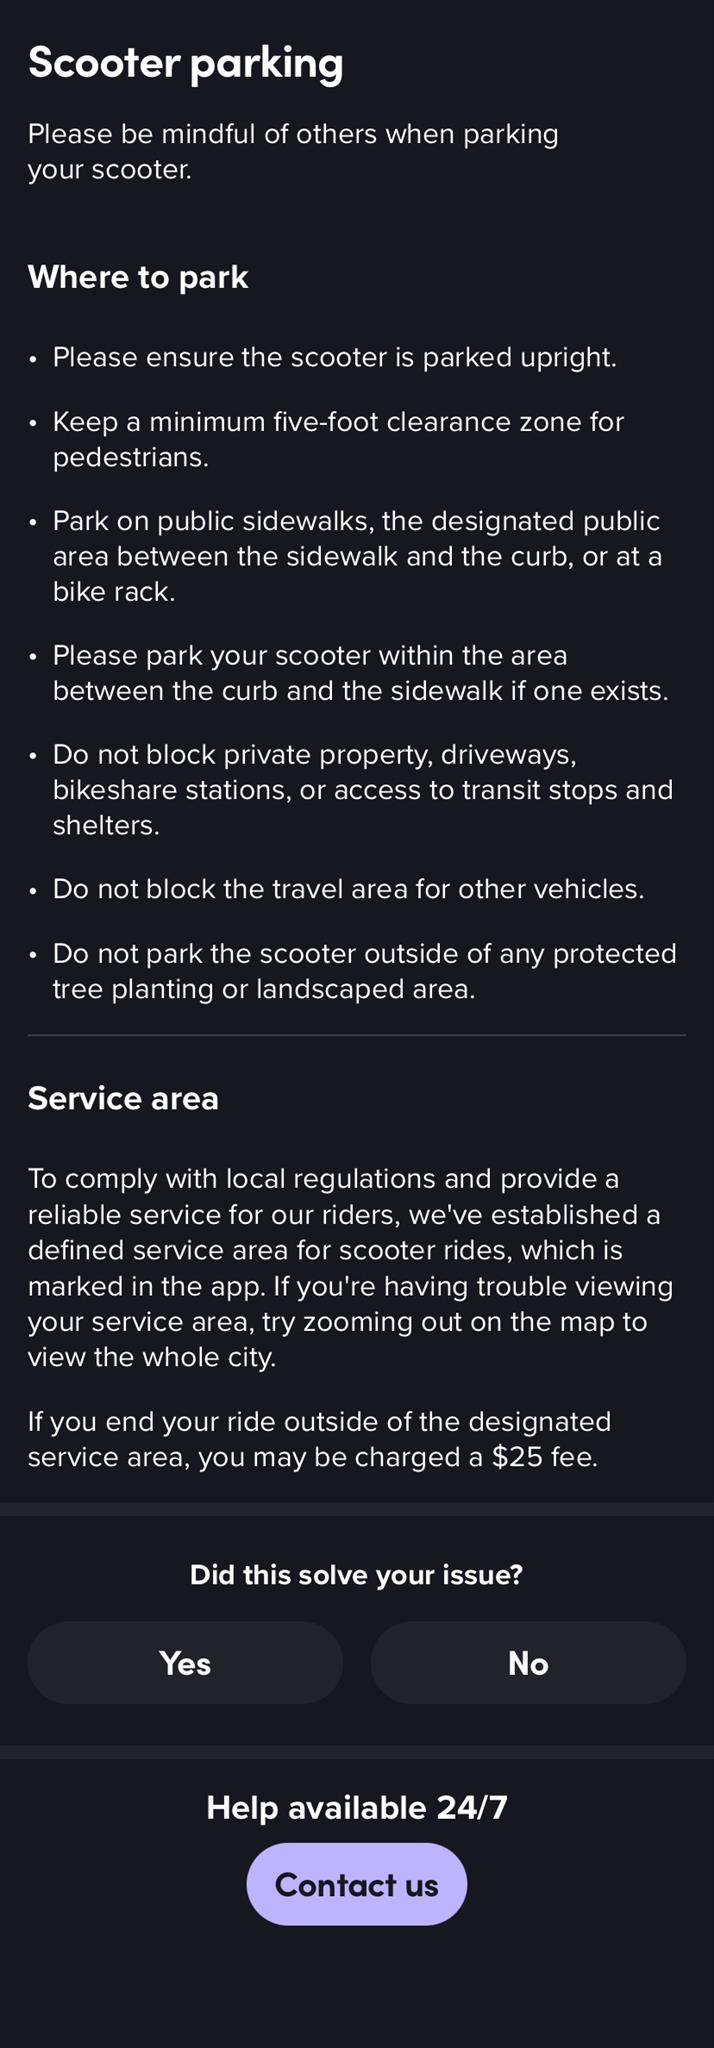 Scooter parking
Please be mindful of others when parking
your scooter.
Where to park
• Please ensure the scooter is parked upright.
• Keep a minimum five-foot clearance zone for
pedestrians.
• Park on public sidewalks, the designated public
area between the sidewalk and the curb, or at a
bike rack.
• Please park your scooter within the area
between the curb and the sidewalk if one exists.
• Do not block private property, driveways,
bikeshare stations, or access to transit stops and
shelters.
• Do not block the travel area for other vehicles.
• Do not park the scooter outside of any protected
tree planting or landscaped area.
Service area
To comply with local regulations and provide a
reliable service for our riders, we've established a
defined service area for scooter rides, which is
marked in the app. If you're having trouble viewing
your service area, try zooming out on the map to
view the whole city.
If you end your ride outside of the designated
service area, you may be charged a $25 fee.
Did this solve your issue?
Yes
No
Help available 24/7
Contact us